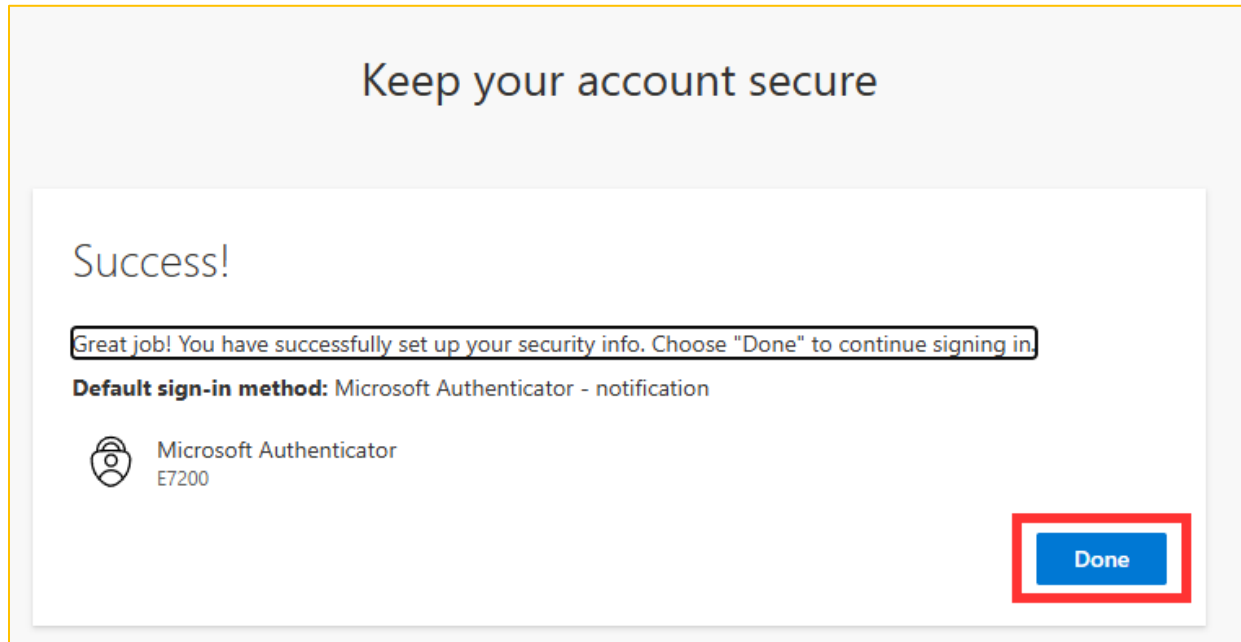 Keep your account secure
Success!
Great job! You have successfully set up your security info. Choose "Done" to continue signing in.
Default sign-in method: Microsoft Authenticator - notification
Microsoft Authenticator
E7200
Done